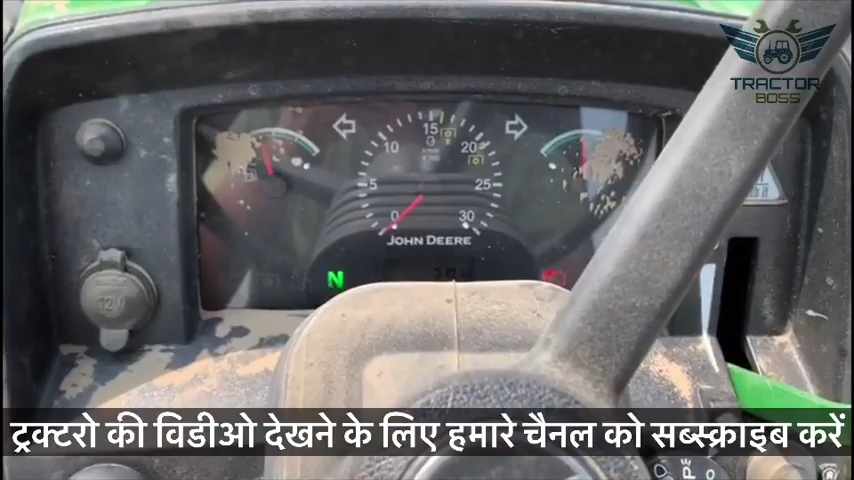 TRACTOR
BOSS
15
10
20
5
25
0
30
JOHN DEERE
N
12V
ट्रक्टरो की विडीओ देखने के लिए हमारे चैनल को सब्स्क्राइब करें
P